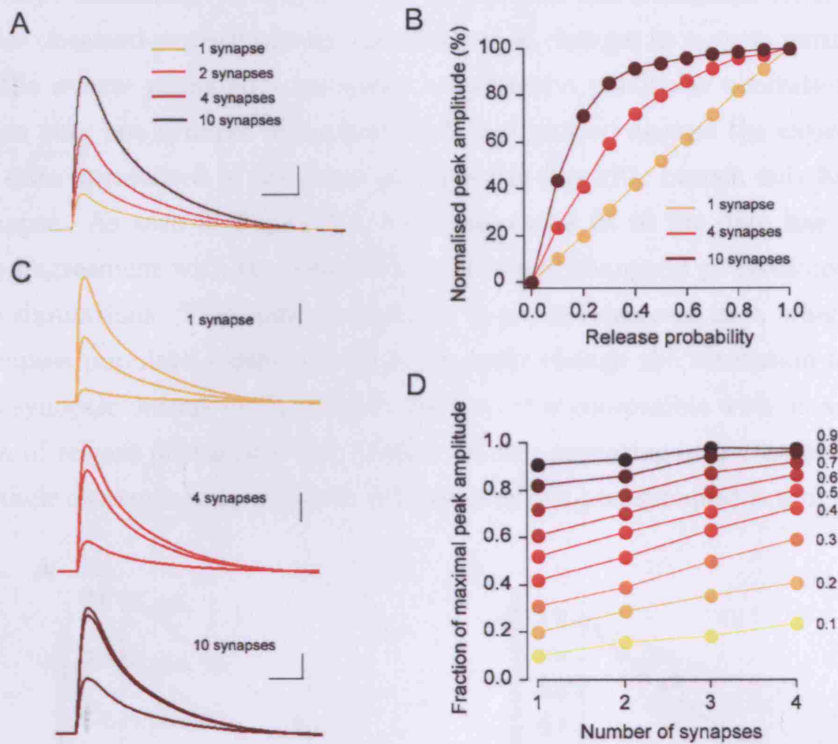 A
1 synapse
2 synapses
4 synapses
10 synapses
B
Normalised peak amplitude (%)
100
80
60
40
20
0
1 synapse
4 synapses
10 synapses
0.0 0.2 0.4 0.6 0.8 1.0
Release probability
C
1 synapse
4 synapses
10 synapses
D
Fraction of maximal peak amplitude
1.0
0.8
0.6
0.4
0.2
0.0
0.9
0.8
0.7
0.6
0.5
0.4
0.3
0.2
0.1
1 2 3 4
Number of synapses